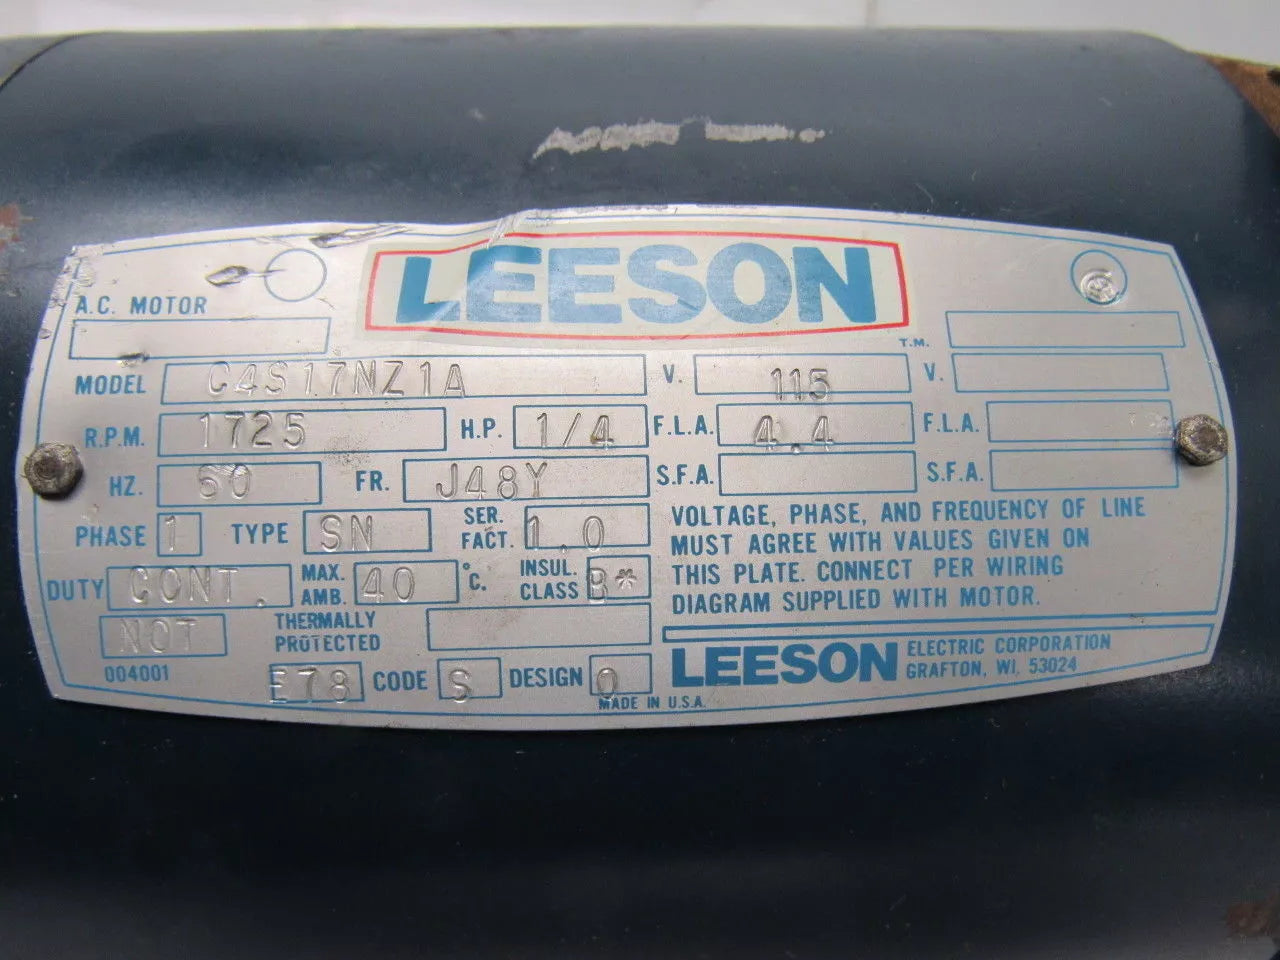 LEESON
T.M.
A.C. MOTOR
MODEL C4S17NZ1A V. 115 V.
R.P.M. 1725 H.P. 1/4 F.L.A. 4.4 F.L.A.
HZ. 60 FR. J48Y S.F.A. S.F.A.
PHASE 1 TYPE SN SER. FACT. 1.0
DUTY CONT. MAX. AMB. 40 °C. INSUL. CLASS B*
NOT THERMALLY PROTECTED
004001 E78 CODE S DESIGN O
MADE IN U.S.A.
VOLTAGE, PHASE, AND FREQUENCY OF LINE
MUST AGREE WITH VALUES GIVEN ON
THIS PLATE. CONNECT PER WIRING
DIAGRAM SUPPLIED WITH MOTOR.
LEESON ELECTRIC CORPORATION
GRAFTON, WI. 53024